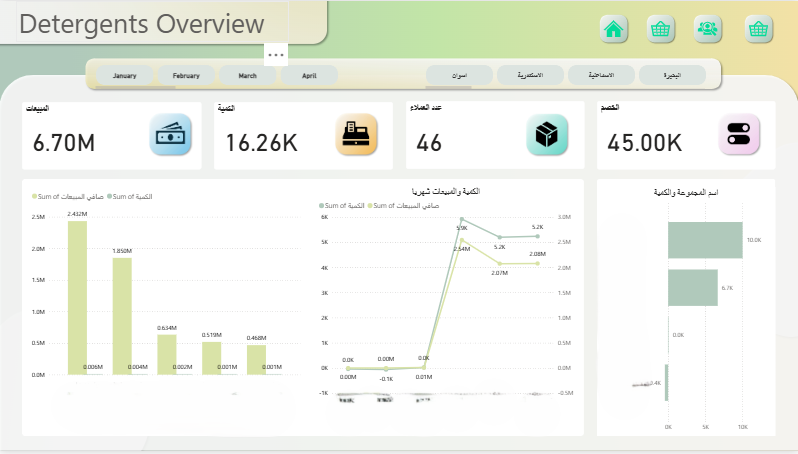 Detergents Overview
...
January February March April اسوان الاسكندرية الاسماعلية البحيرة
المبيعات
6.70M
الكمية
16.26K
عدد العملاء
46
الخصم
45.00K
Sum of صافي المبيعات Sum of الكمية
2.5M
2.0M
1.5M
1.0M
0.5M
0.0M
2.432M
1.850M
0.634M
0.519M
0.468M
0.006M 0.004M 0.002M 0.001M 0.001M
الكمية والمبيعات شهريا
Sum of الكمية Sum of صافي المبيعات
6K
5K
4K
3K
2K
1K
0K
-1K
3.0M
2.5M
2.0M
1.5M
1.0M
0.5M
0.0M
-0.5M
5.9K 5.2K 5.2K
2.54M 2.07M 2.08M
0.0K 0.00M 0.0K
0.00M -0.1K 0.01M
اسم المجموعة والكمية
10.0K
6.7K
0.0K
0K 5K 10K